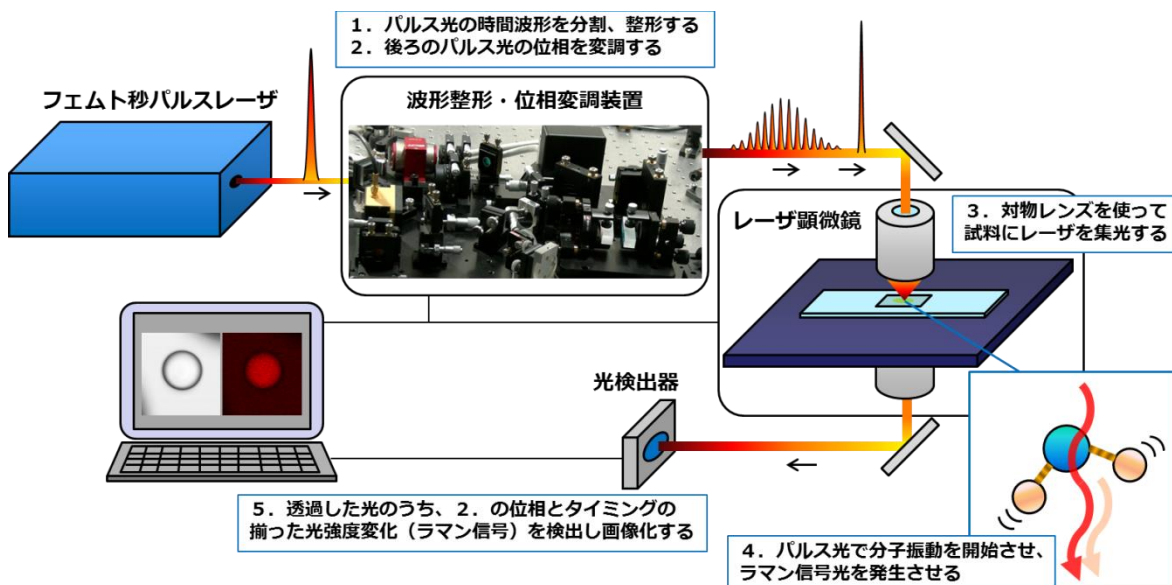 1．パルス光の時間波形を分割、整形する
2．後ろのパルス光の位相を変調する
フェムト秒パルスレーザ
波形整形・位相変調装置
レーザ顕微鏡
3．対物レンズを使って
試料にレーザを集光する
光検出器
5．透過した光のうち、2．の位相とタイミングの
揃った光強度変化（ラマン信号）を検出し画像化する
4．パルス光で分子振動を開始させ、
ラマン信号光を発生させる